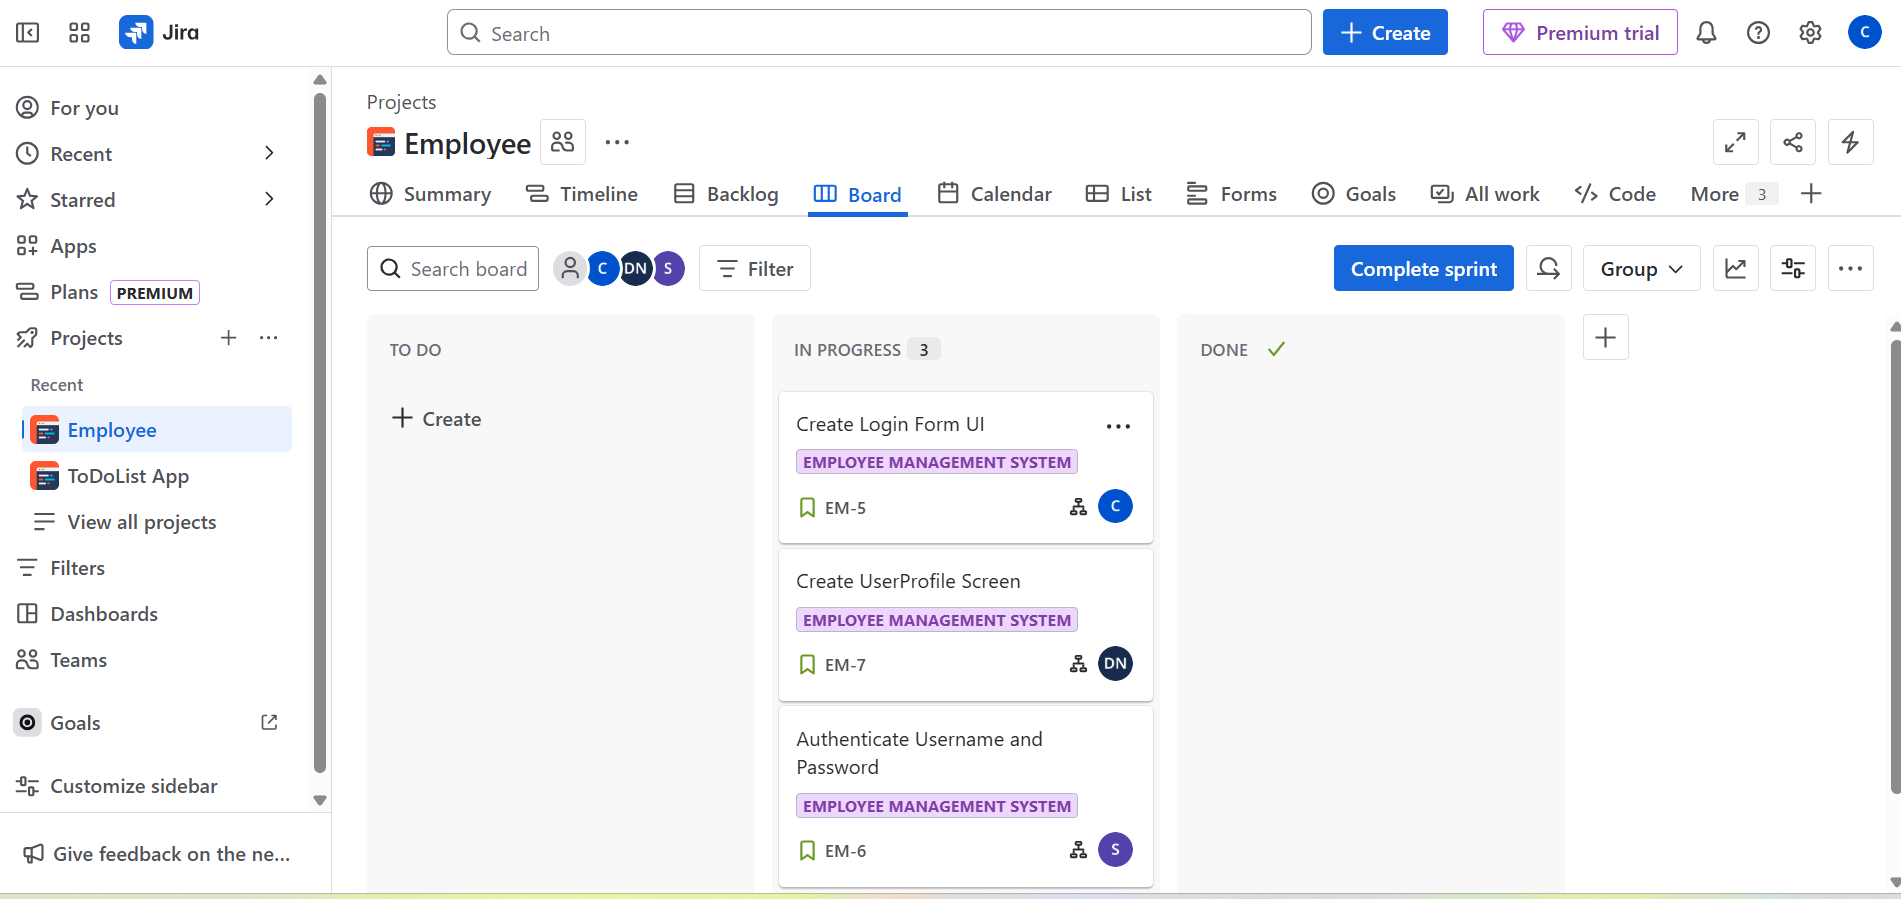 Jira
Search
Create
Premium trial
C
For you
Recent
Starred
Apps
Plans PREMIUM
Projects
Recent
Employee
ToDoList App
View all projects
Filters
Dashboards
Teams
Goals
Customize sidebar
Give feedback on the ne...
Projects
Employee
Summary Timeline Backlog Board Calendar List Forms Goals All work Code More 3
Search board
C DN S
Filter
Complete sprint
Group
TO DO
Create
IN PROGRESS 3
Create Login Form UI
EMPLOYEE MANAGEMENT SYSTEM
EM-5
C
Create UserProfile Screen
EMPLOYEE MANAGEMENT SYSTEM
EM-7
DN
Authenticate Username and
Password
EMPLOYEE MANAGEMENT SYSTEM
EM-6
S
DONE